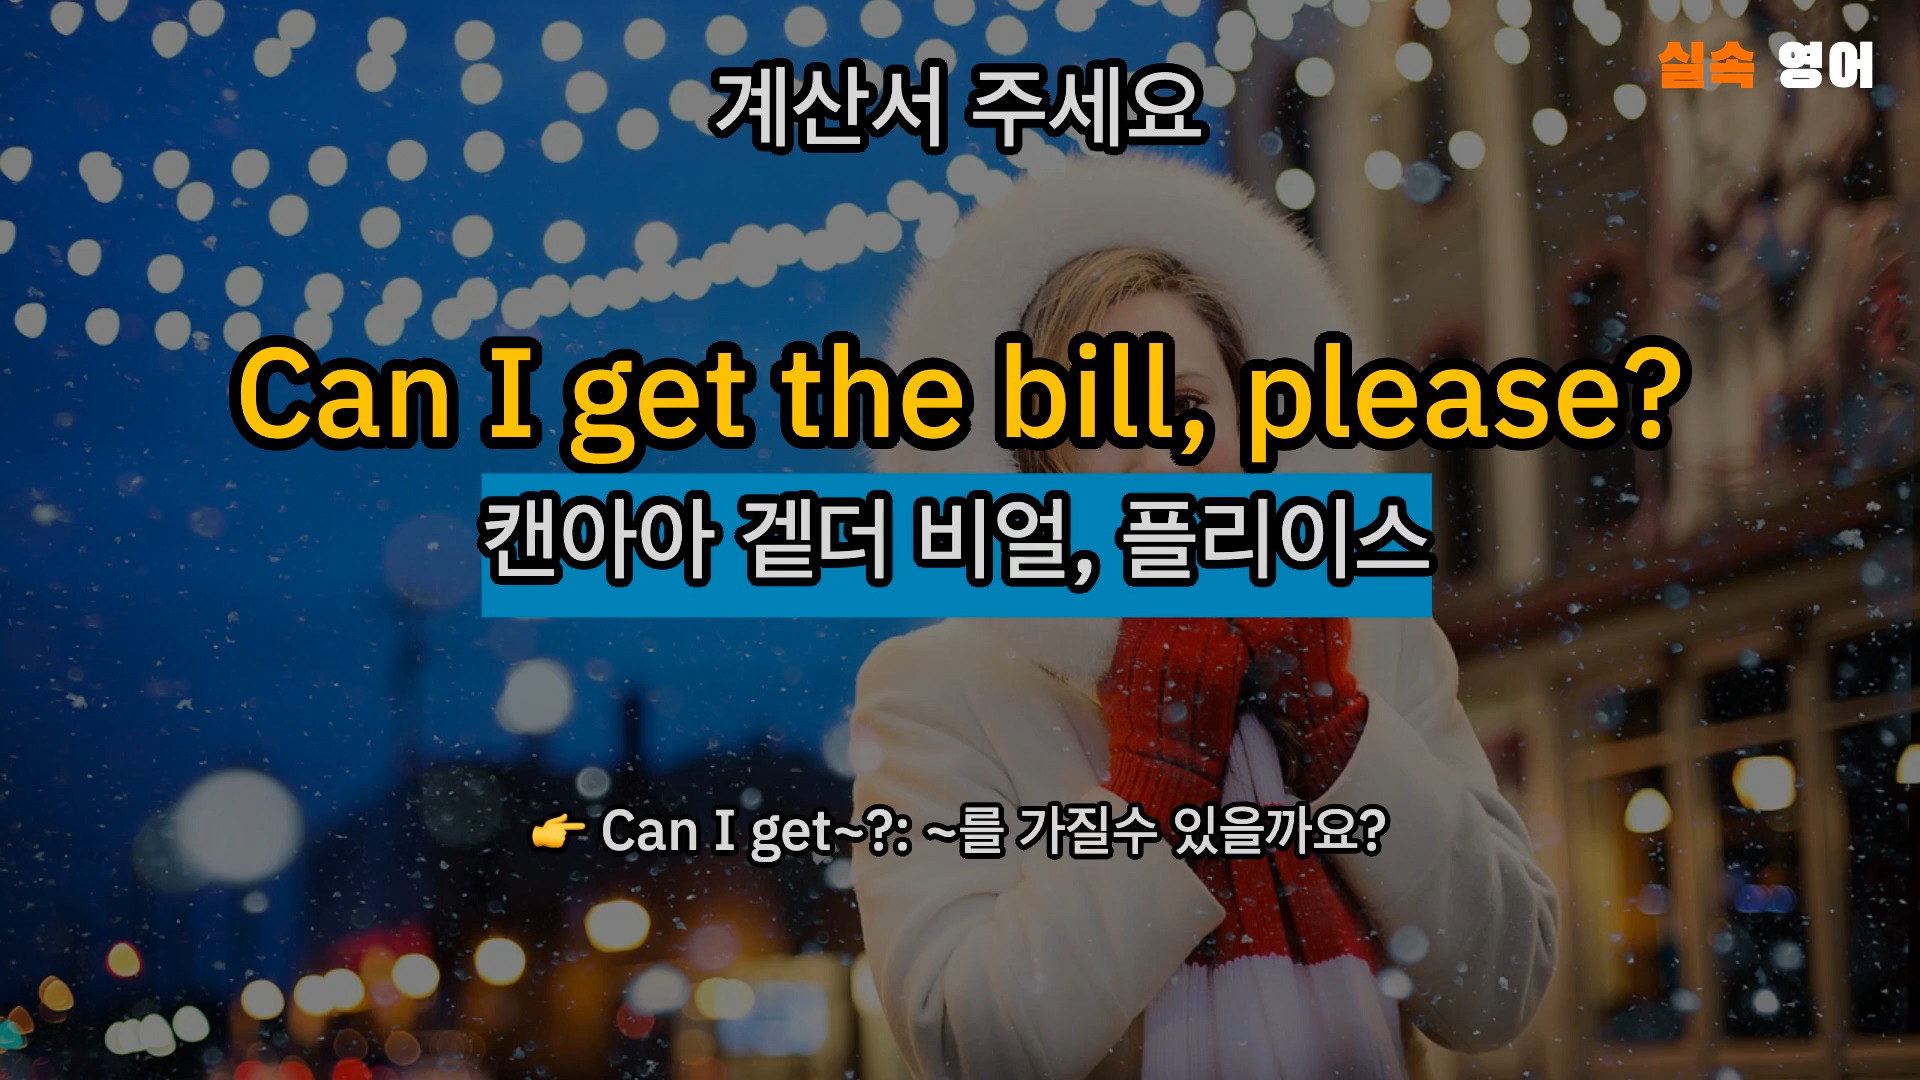 실속 영어
계산서 주세요
Can I get the bill, please?
캔아아 겥더 비얼, 플리이스
👉 Can I get~?: ~를 가질수 있을까요?